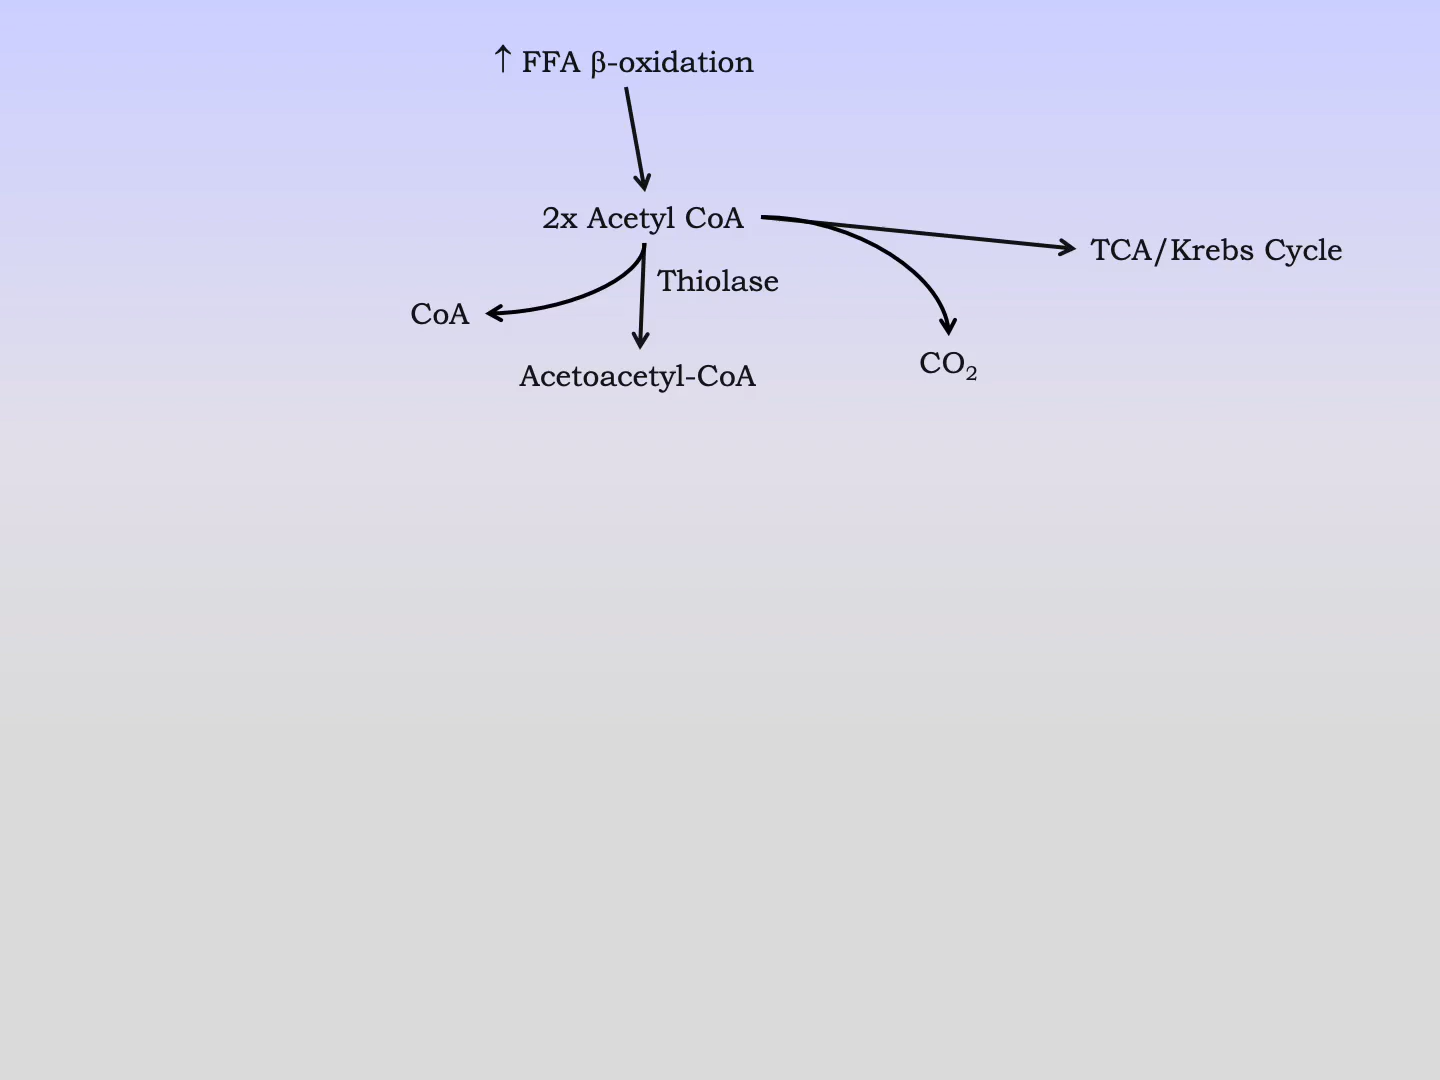 ↑ FFA β-oxidation
2x Acetyl CoA
TCA/Krebs Cycle
Thiolase
CoA
CO₂
Acetoacetyl-CoA